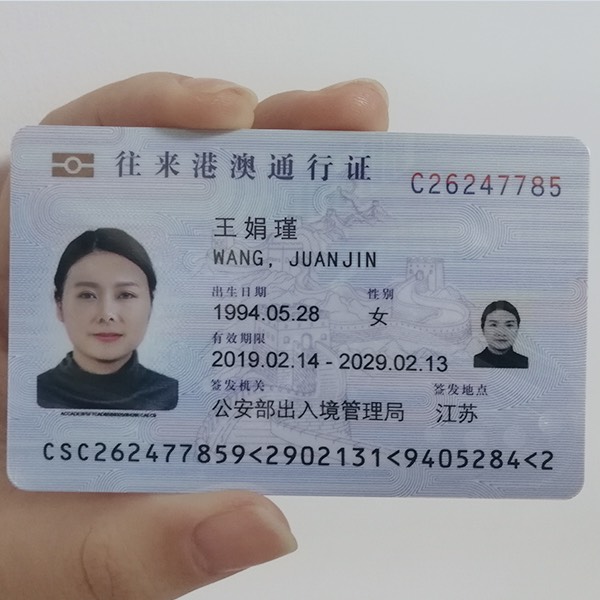 往来港澳通行证
C26247785
王娟瑾
WANG, JUANJIN
出生日期 性别
1994.05.28 女
有效期限
2019.02.14 - 2029.02.13
签发机关 签发地点
公安部出入境管理局 江苏
CSC262477859<2902131<9405284<2